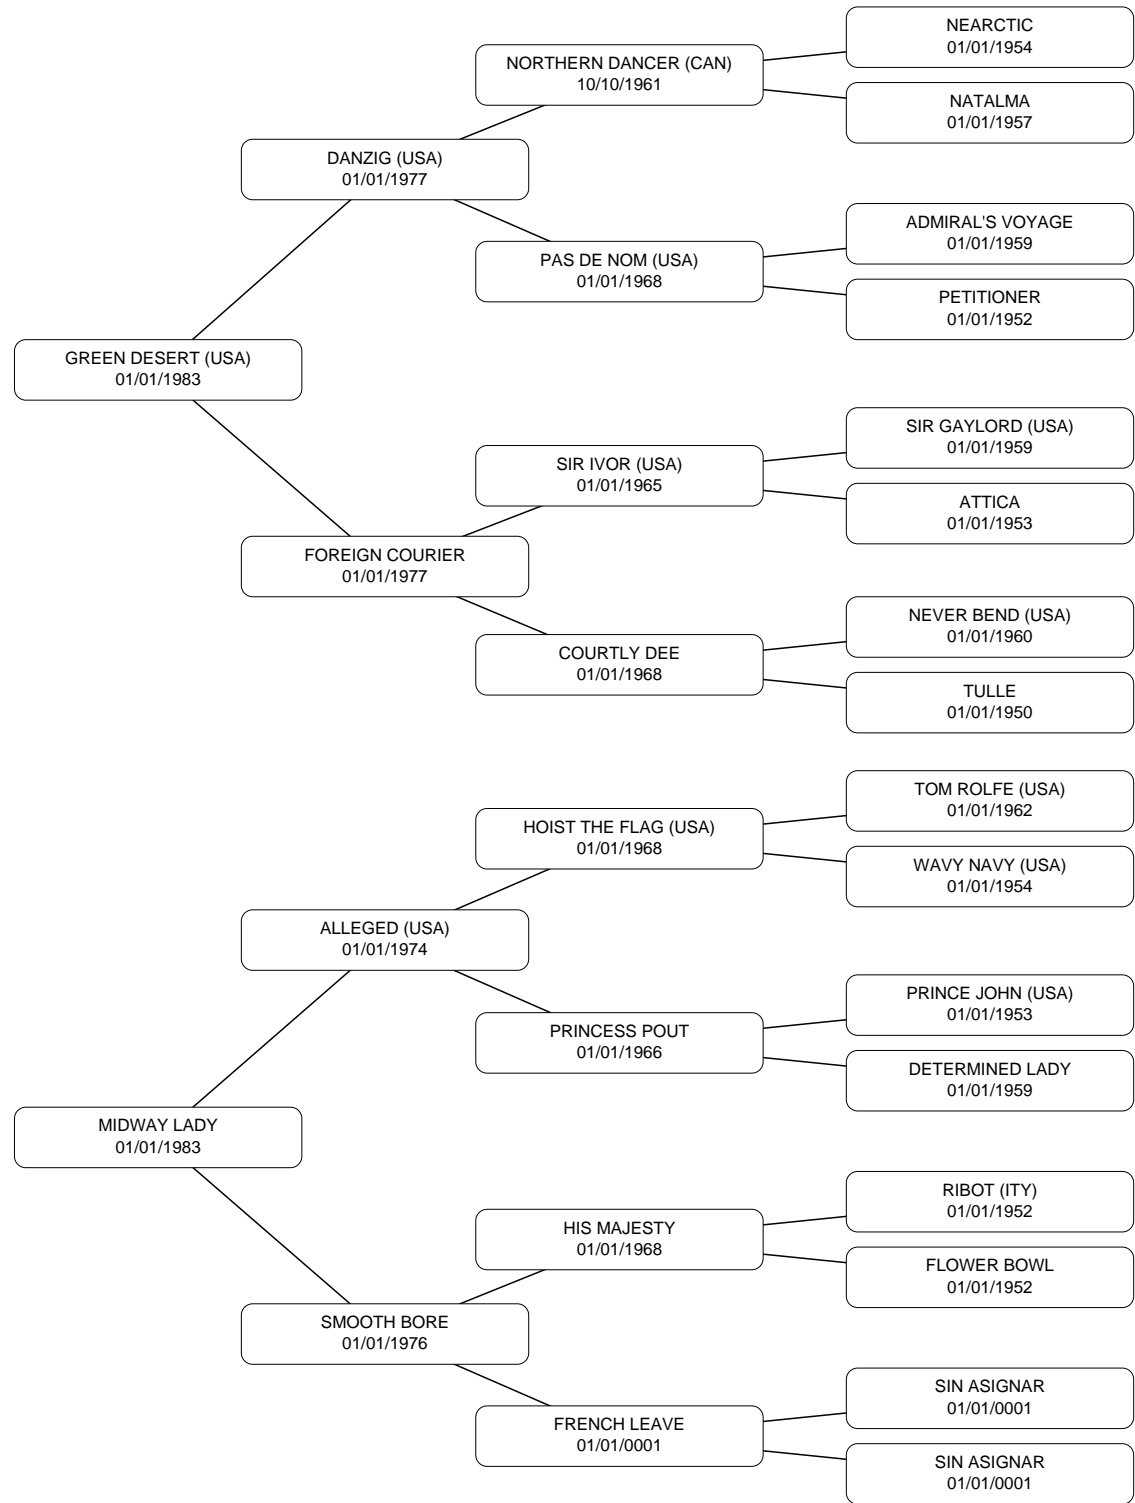 NEARCTIC
01/01/1954
NORTHERN DANCER (CAN)
10/10/1961
NATALMA
01/01/1957
DANZIG (USA)
01/01/1977
ADMIRAL'S VOYAGE
01/01/1959
PAS DE NOM (USA)
01/01/1968
PETITIONER
01/01/1952
GREEN DESERT (USA)
01/01/1983
SIR GAYLORD (USA)
01/01/1959
SIR IVOR (USA)
01/01/1965
ATTICA
01/01/1953
FOREIGN COURIER
01/01/1977
NEVER BEND (USA)
01/01/1960
COURTLY DEE
01/01/1968
TULLE
01/01/1950
TOM ROLFE (USA)
01/01/1962
HOIST THE FLAG (USA)
01/01/1968
WAVY NAVY (USA)
01/01/1954
ALLEGED (USA)
01/01/1974
PRINCE JOHN (USA)
01/01/1953
PRINCESS POUT
01/01/1966
DETERMINED LADY
01/01/1959
MIDWAY LADY
01/01/1983
RIBOT (ITY)
01/01/1952
HIS MAJESTY
01/01/1968
FLOWER BOWL
01/01/1952
SMOOTH BORE
01/01/1976
SIN ASIGNAR
01/01/0001
FRENCH LEAVE
01/01/0001
SIN ASIGNAR
01/01/0001